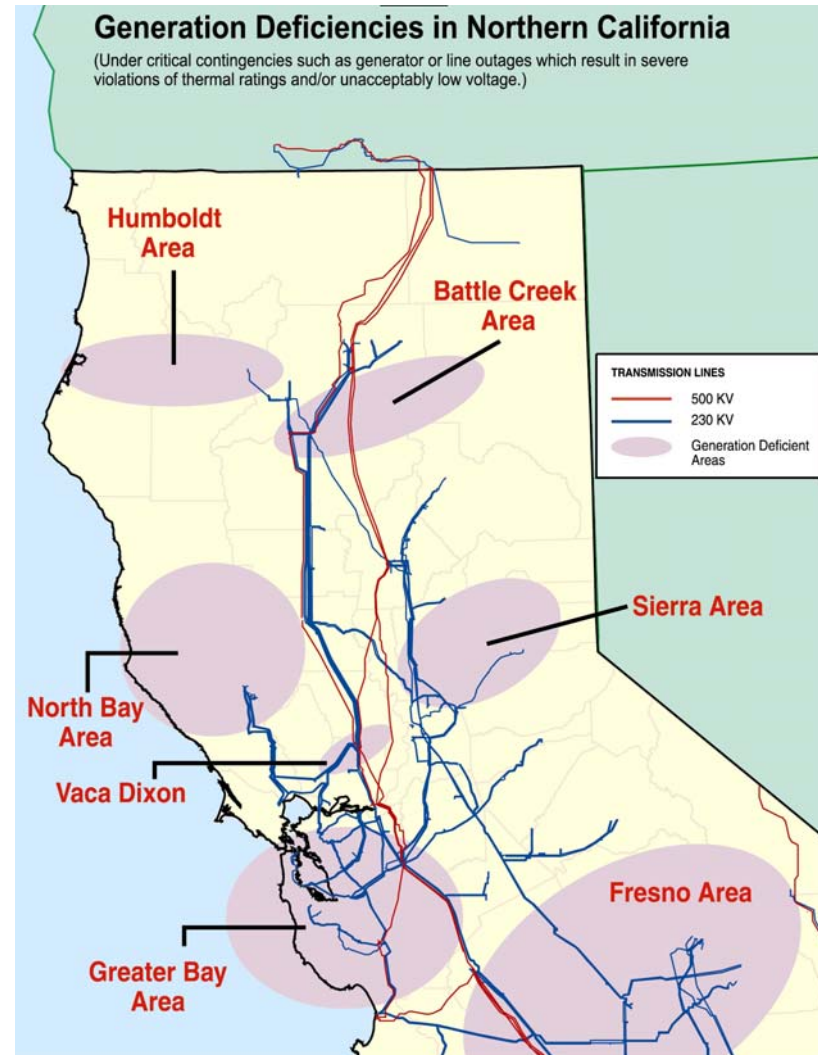 Generation Deficiencies in Northern California
(Under critical contingencies such as generator or line outages which result in severe
violations of thermal ratings and/or unacceptably low voltage.)
Humboldt
Area
Battle Creek
Area
TRANSMISSION LINES
500 KV
230 KV
Generation Deficient
Areas
Sierra Area
North Bay
Area
Vaca Dixon
Fresno Area
Greater Bay
Area